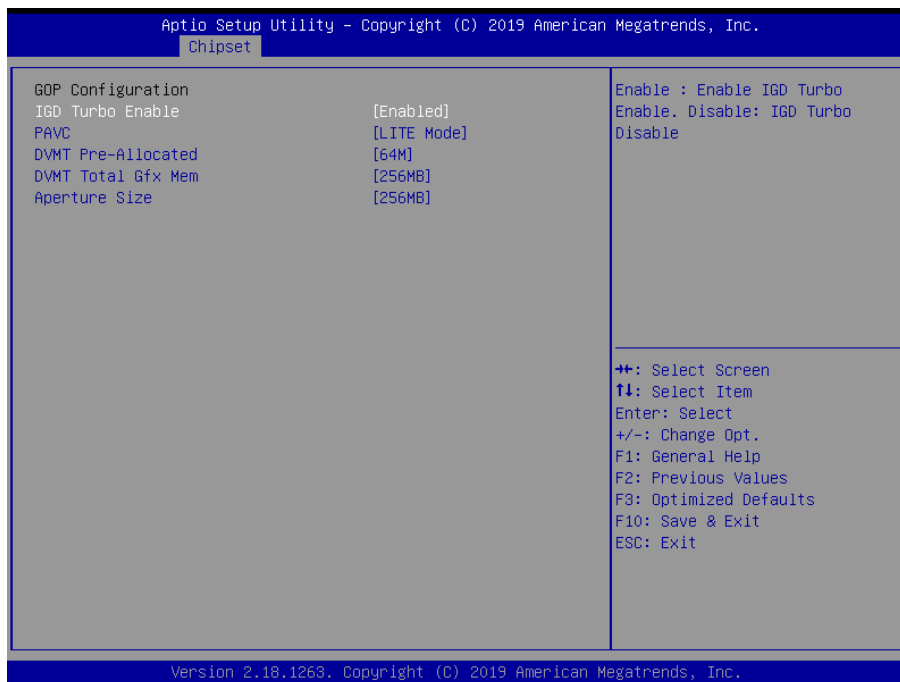 Aptio Setup Utility – Copyright (C) 2019 American Megatrends, Inc.
Chipset
GOP Configuration
IGD Turbo Enable [Enabled]
PAVC [LITE Mode]
DVMT Pre-Allocated [64M]
DVMT Total Gfx Mem [256MB]
Aperture Size [256MB]
Enable : Enable IGD Turbo
Enable. Disable: IGD Turbo
Disable
→←: Select Screen
↑↓: Select Item
Enter: Select
+/-: Change Opt.
F1: General Help
F2: Previous Values
F3: Optimized Defaults
F10: Save & Exit
ESC: Exit
Version 2.18.1263. Copyright (C) 2019 American Megatrends, Inc.